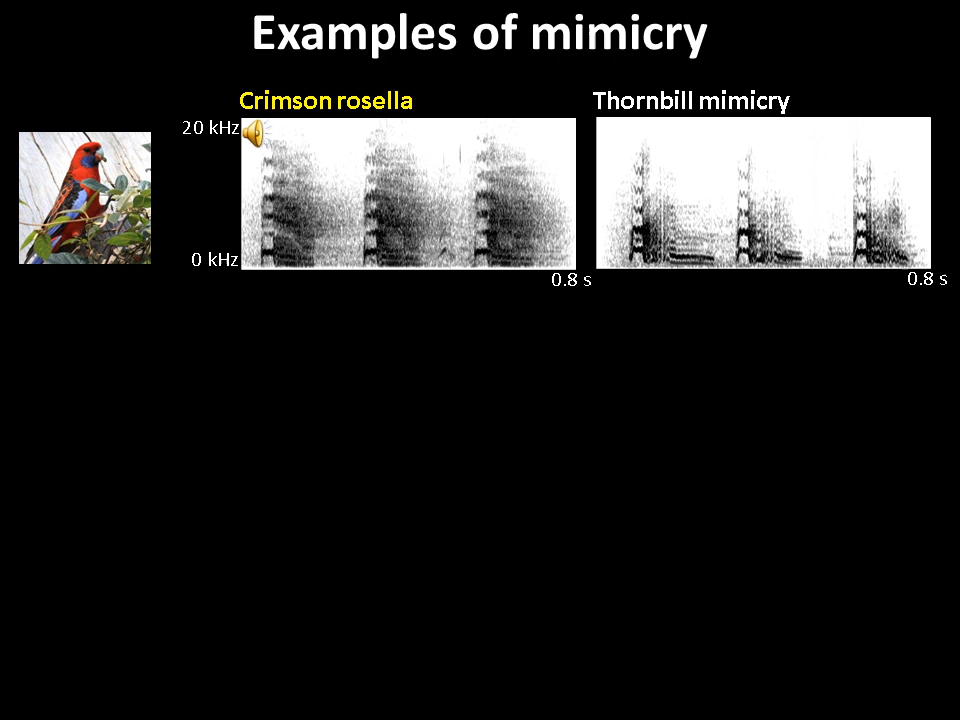 Examples of mimicry
Crimson rosella
Thornbill mimicry
20 kHz
0 kHz
0.8 s
0.8 s